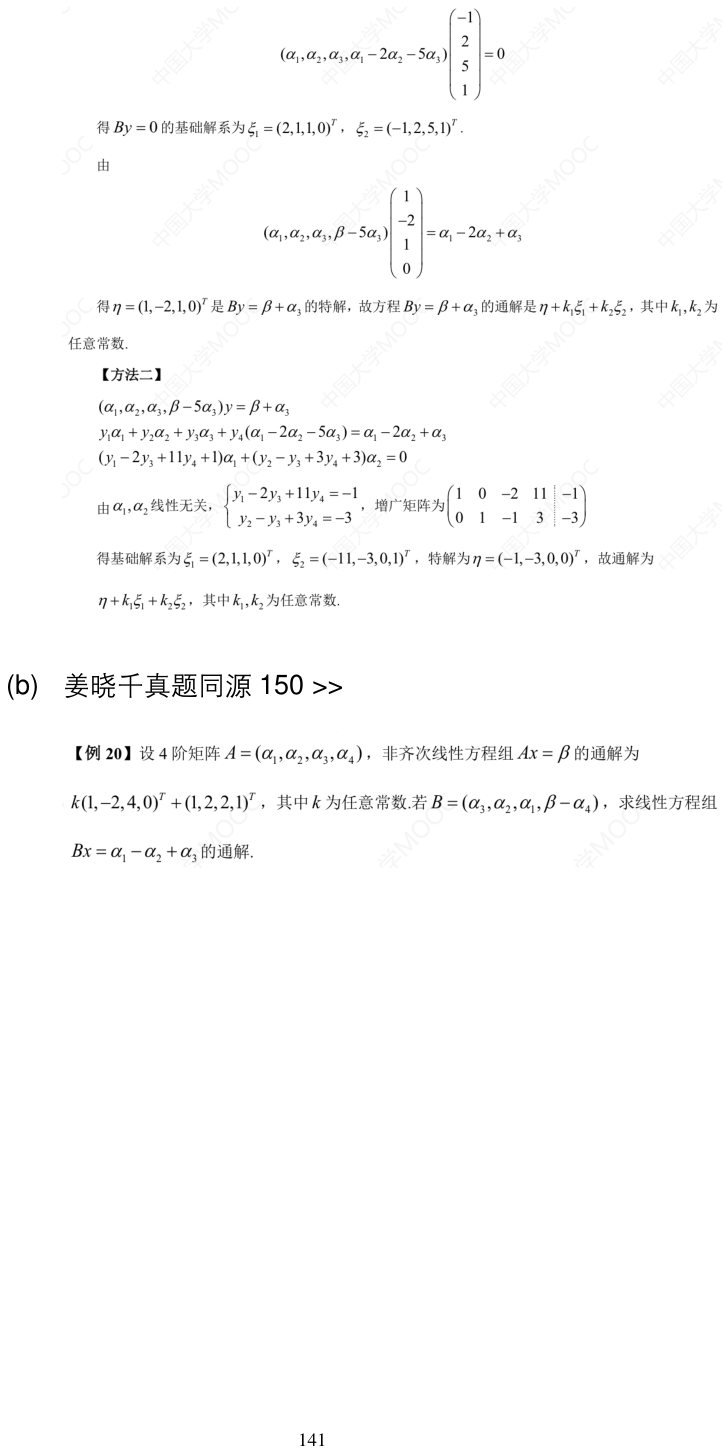 (α₁,α₂,α₃,α₁−2α₂−5α₃)(−1 2 5 1)=0
得 By=0 的基础解系为 ξ₁=(2,1,1,0)ᵀ，ξ₂=(−1,2,5,1)ᵀ.
由
(α₁,α₂,α₃,β−5α₃)(1 −2 1 0)=α₁−2α₂+α₃
得 η=(1,−2,1,0)ᵀ 是 By=β+α₃ 的特解，故方程 By=β+α₃ 的通解是 η+k₁ξ₁+k₂ξ₂，其中 k₁,k₂ 为
任意常数.
【方法二】
(α₁,α₂,α₃,β−5α₃)y=β+α₃
y₁α₁+y₂α₂+y₃α₃+y₄(α₁−2α₂−5α₃)=α₁−2α₂+α₃
(y₁−2y₃+11y₄+1)α₁+(y₂−y₃+3y₄+3)α₂=0
由 α₁,α₂ 线性无关，{y₁−2y₃+11y₄=−1 y₂−y₃+3y₄=−3，增广矩阵为(1 0 −2 11 −1 0 1 −1 3 −3)
得基础解系为 ξ₁=(2,1,1,0)ᵀ，ξ₂=(−11,−3,0,1)ᵀ，特解为 η=(−1,−3,0,0)ᵀ，故通解为
η+k₁ξ₁+k₂ξ₂，其中 k₁,k₂ 为任意常数.
(b) 姜晓千真题同源 150 >>
【例 20】设 4 阶矩阵 A=(α₁,α₂,α₃,α₄)，非齐次线性方程组 Ax=β 的通解为
k(1,−2,4,0)ᵀ+(1,2,2,1)ᵀ，其中 k 为任意常数.若 B=(α₃,α₂,α₁,β−α₄)，求线性方程组
Bx=α₁−α₂+α₃ 的通解.
141